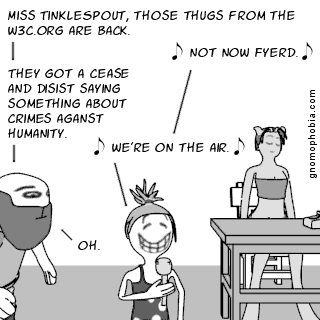 MISS TINKLESPOUT, THOSE THUGS FROM THE
W3C.ORG ARE BACK.
♪ NOT NOW FYERD. ♪
THEY GOT A CEASE
AND DISIST SAYING
SOMETHING ABOUT
CRIMES AGANST
HUMANITY.
♪ WE'RE ON THE AIR. ♪
OH.
gnomophobia.com